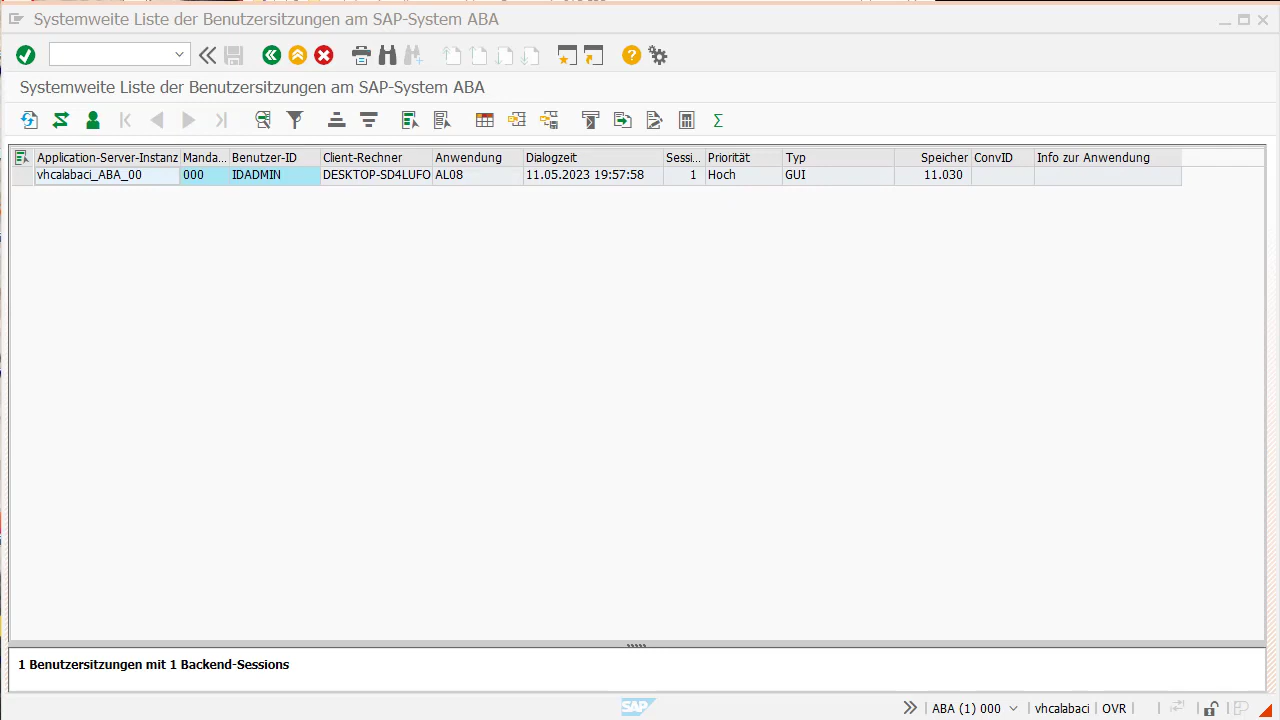 Systemweite Liste der Benutzersitzungen am SAP-System ABA
Systemweite Liste der Benutzersitzungen am SAP-System ABA
Application-Server-Instanz Manda... Benutzer-ID Client-Rechner Anwendung Dialogzeit Sessi... Priorität Typ Speicher ConvID Info zur Anwendung
vhcalabaci_ABA_00 000 IDADMIN DESKTOP-SD4LUFO AL08 11.05.2023 19:57:58 1 Hoch GUI 11.030
1 Benutzersitzungen mit 1 Backend-Sessions
SAP ABA (1) 000 vhcalabaci OVR